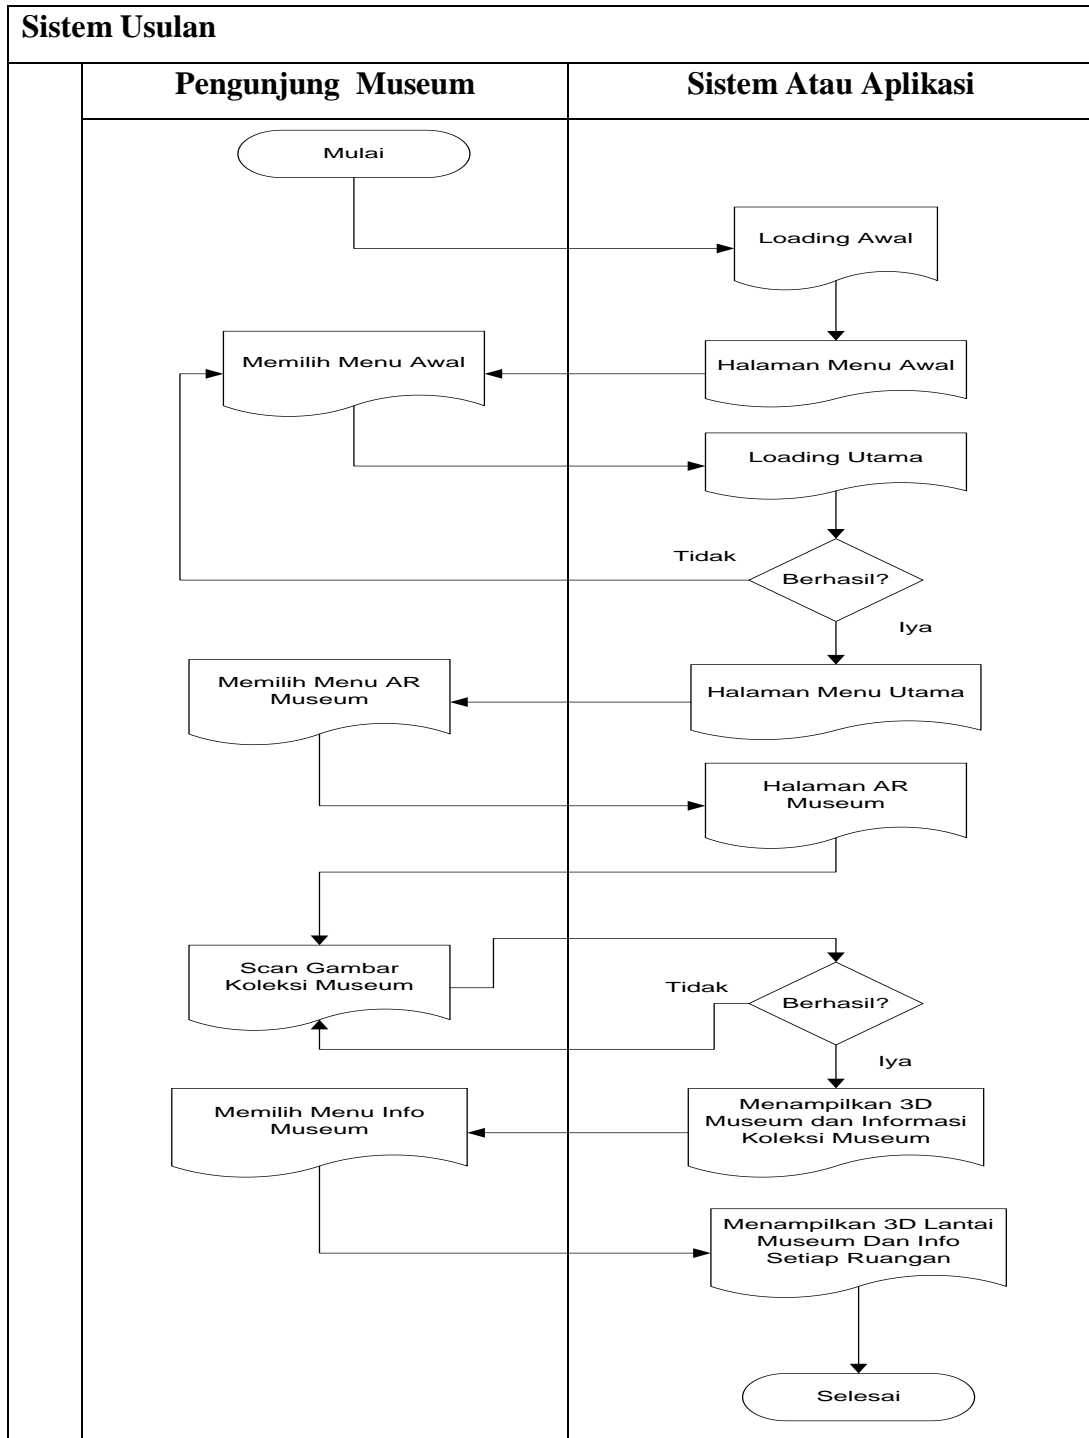 Sistem Usulan
Pengunjung Museum
Sistem Atau Aplikasi
Mulai
Loading Awal
Memilih Menu Awal
Halaman Menu Awal
Loading Utama
Tidak
Berhasil?
Iya
Memilih Menu AR
Museum
Halaman Menu Utama
Halaman AR
Museum
Scan Gambar
Koleksi Museum
Tidak
Berhasil?
Iya
Memilih Menu Info
Museum
Menampilkan 3D
Museum dan Informasi
Koleksi Museum
Menampilkan 3D Lantai
Museum Dan Info
Setiap Ruangan
Selesai